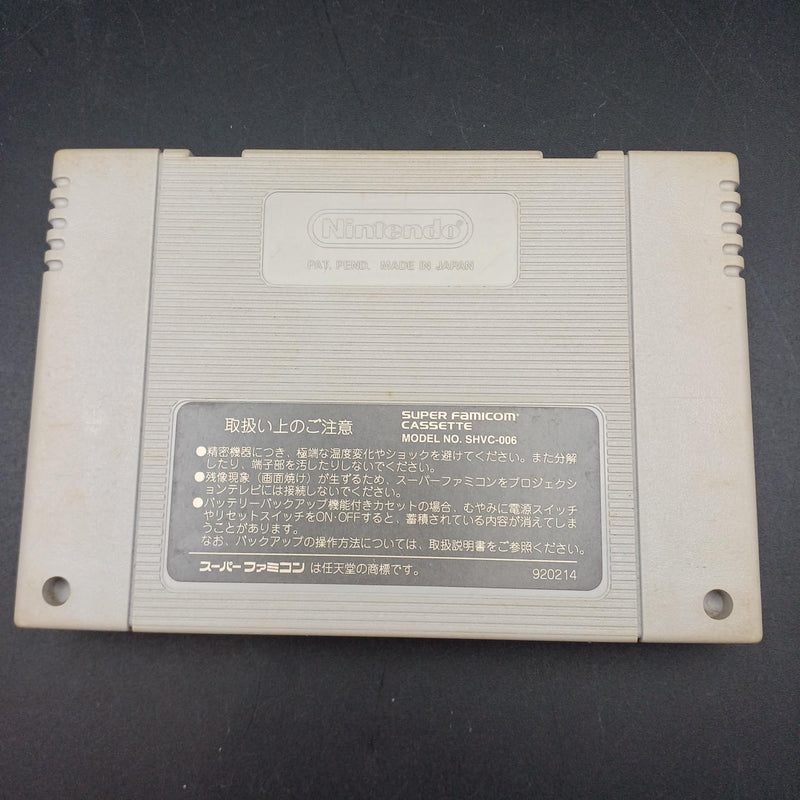 Nintendo®
PAT. PEND. MADE IN JAPAN
取扱い上のご注意
SUPER FAMICOM
CASSETTE
MODEL NO. SHVC-006
●精密機器につき、極端な温度変化やショックを避けてください。また分解
したり、端子部を汚したりしないでください。
●残像現象（画面焼け）が生ずるため、スーパーファミコンをプロジェクシ
ョンテレビには接続しないでください。
●バッテリーバックアップ機能付きカセットの場合、むやみに電源スイッチ
やリセットスイッチをON・OFFすると、蓄積されている内容が消えてしま
うことがあります。
なお、バックアップの操作方法については、取扱説明書をご参照ください。
スーパーファミコンは任天堂の商標です。
920214